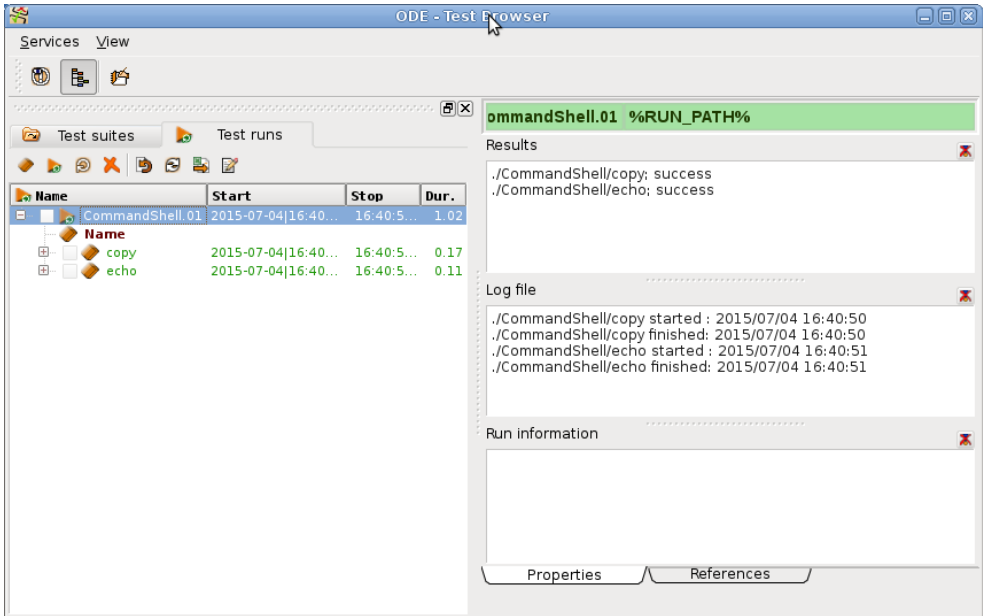 ODE - Test Browser
Services View
Test suites Test runs
Name Start Stop Dur.
CommandShell.01 2015-07-04|16:40... 16:40:5... 1.02
Name
copy 2015-07-04|16:40... 16:40:5... 0.17
echo 2015-07-04|16:40... 16:40:5... 0.11
ommandShell.01 %RUN_PATH%
Results
./CommandShell/copy; success
./CommandShell/echo; success
Log file
./CommandShell/copy started : 2015/07/04 16:40:50
./CommandShell/copy finished: 2015/07/04 16:40:50
./CommandShell/echo started : 2015/07/04 16:40:51
./CommandShell/echo finished: 2015/07/04 16:40:51
Run information
Properties References